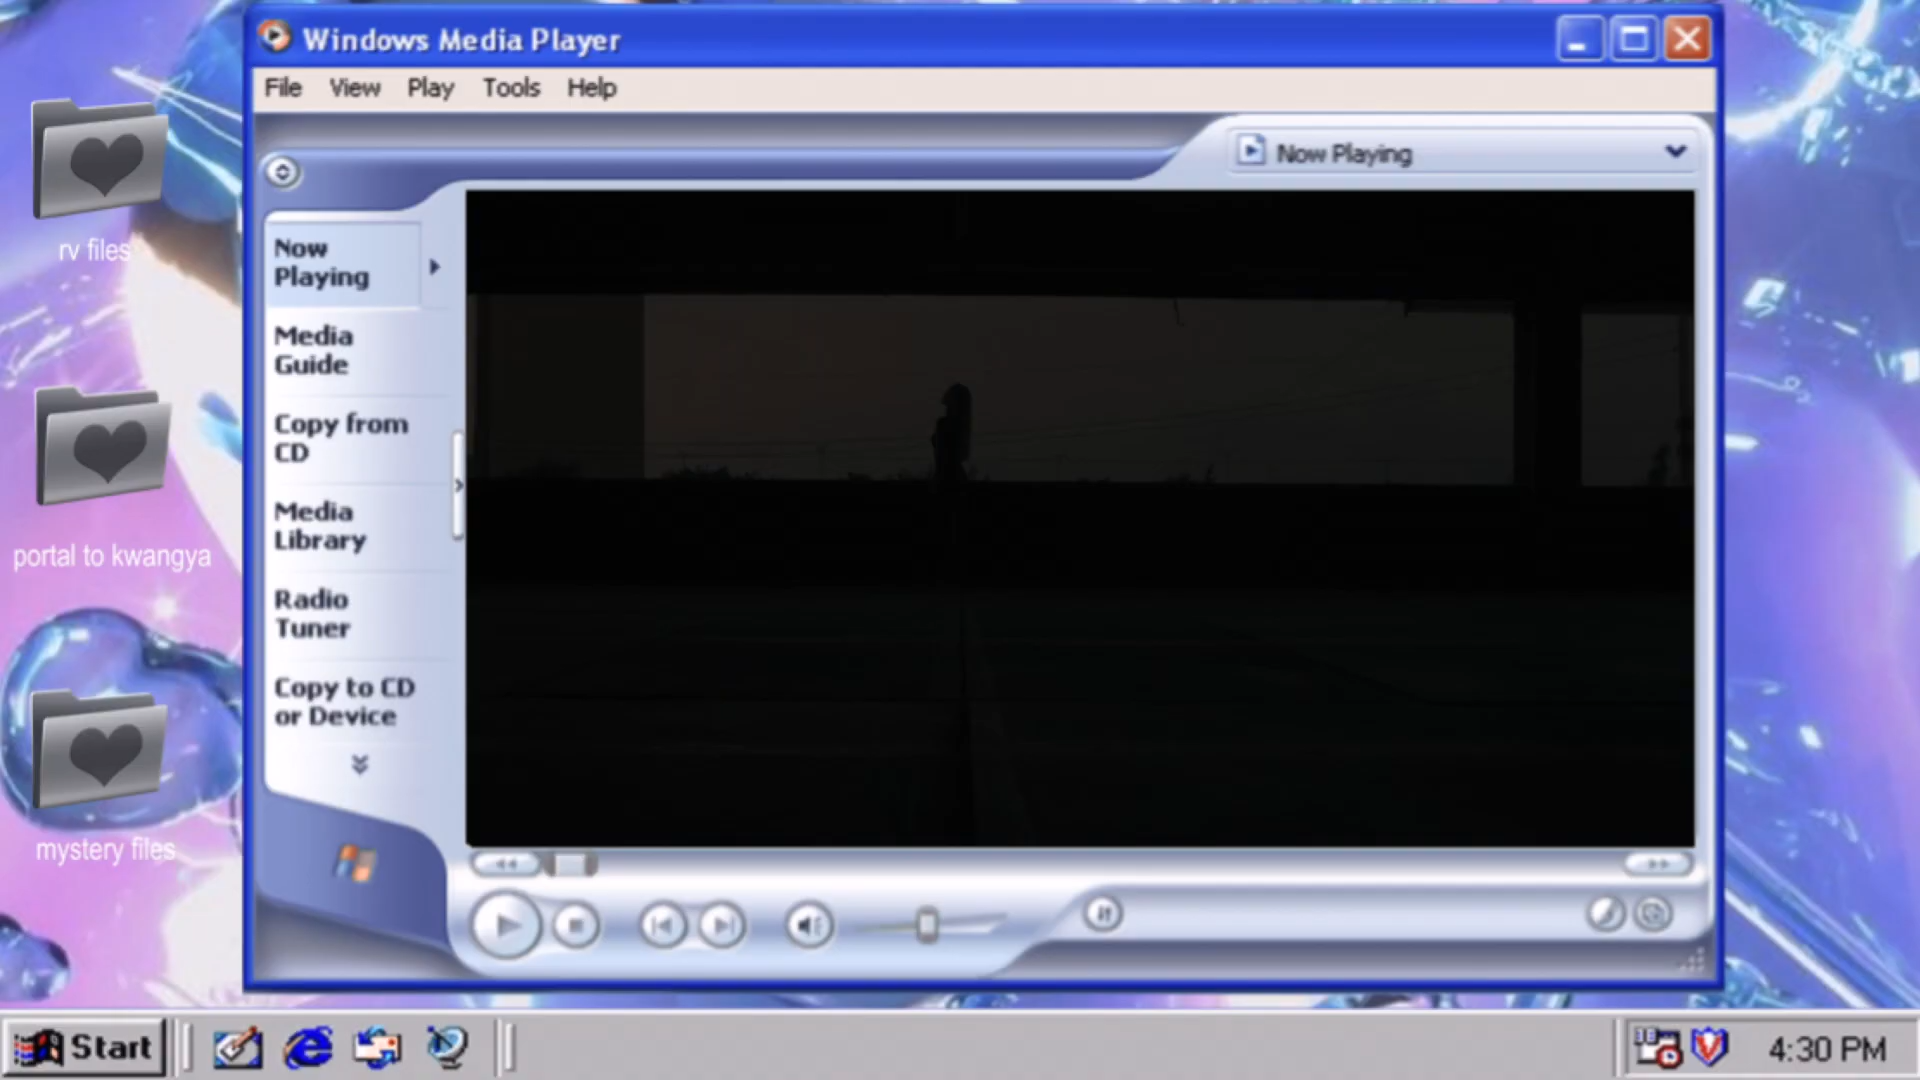 Windows Media Player
File View Play Tools Help
Now Playing
Now
Playing
Media
Guide
Copy from
CD
Media
Library
Radio
Tuner
Copy to CD
or Device
rv files
portal to kwangya
mystery files
Start
4:30 PM